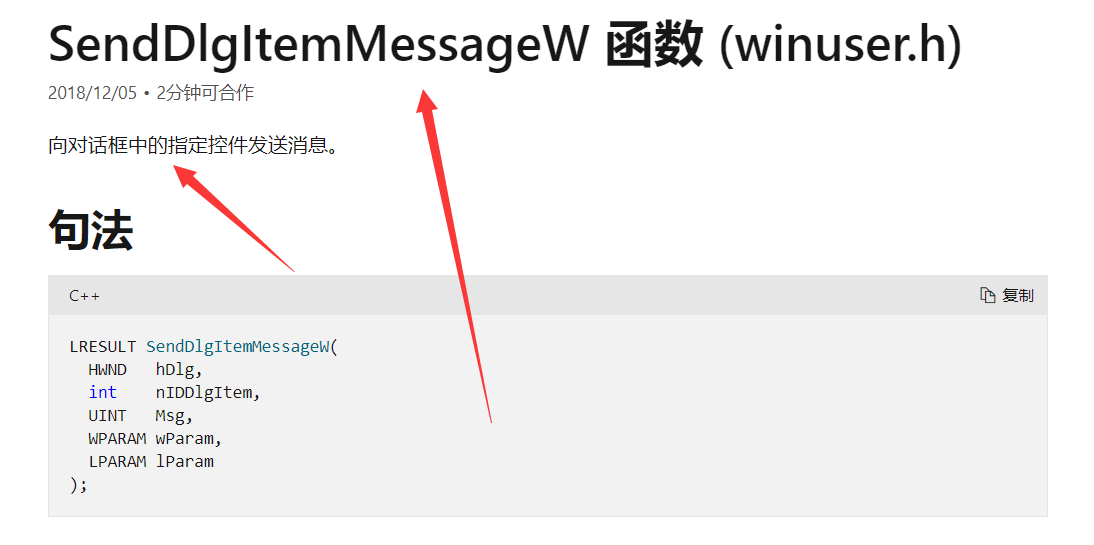 SendDlgItemMessageW 函数 (winuser.h)
2018/12/05 • 2分钟可合作
向对话框中的指定控件发送消息。
句法
C++ 复制
LRESULT SendDlgItemMessageW(
  HWND   hDlg,
  int    nIDDlgItem,
  UINT   Msg,
  WPARAM wParam,
  LPARAM lParam
);